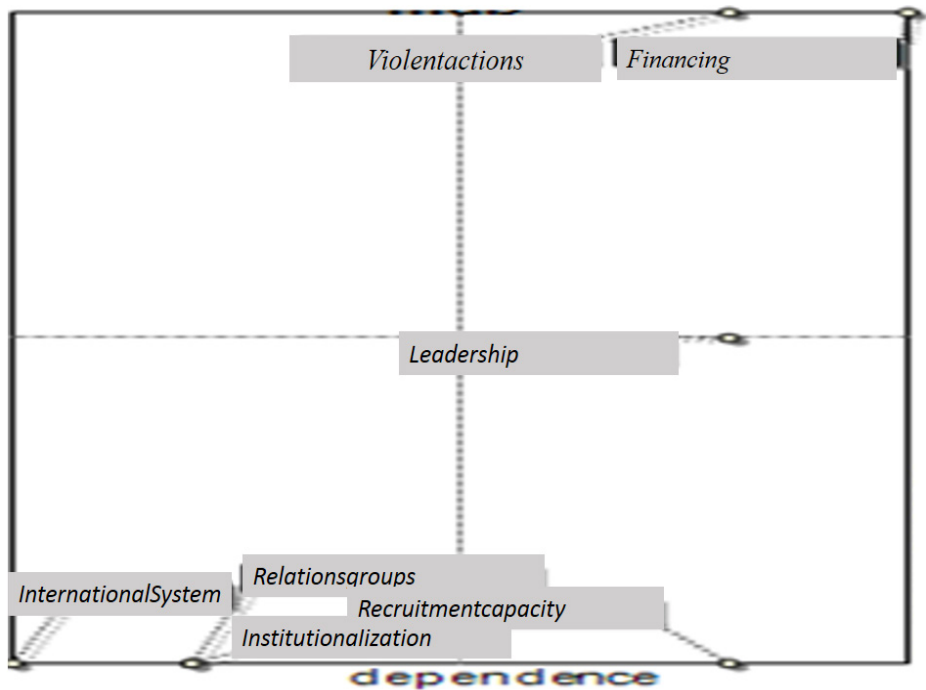 Violentactions
Financing
Leadership
Relationsgroups
InternationalSystem
Recruitmentcapacity
Institutionalization
dependence